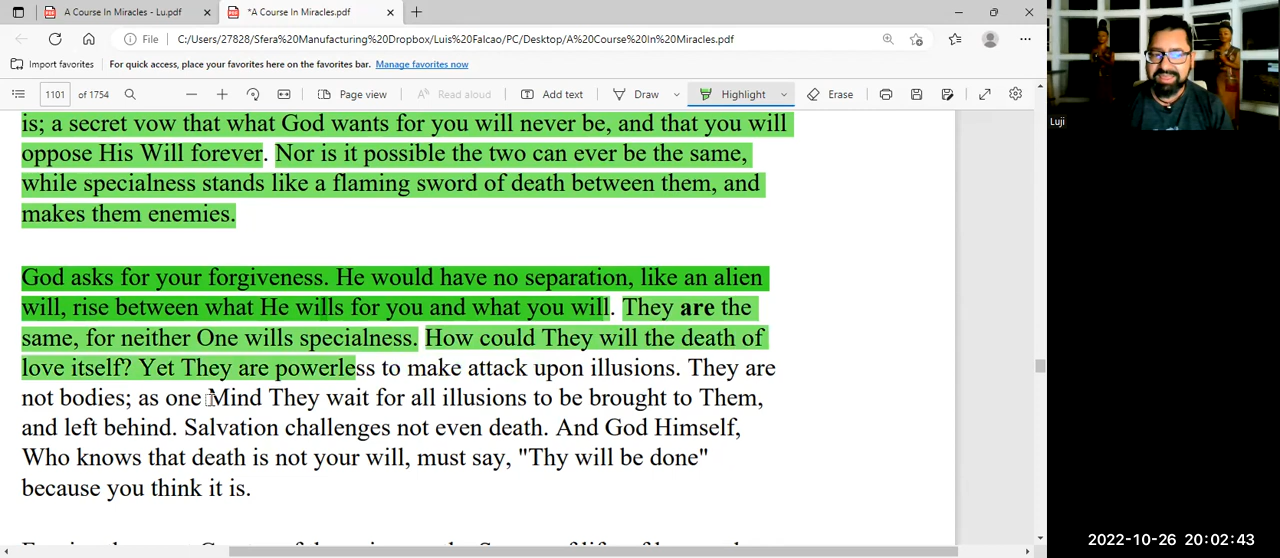 A Course In Miracles - Lu.pdf
*A Course In Miracles.pdf
File
C:/Users/27828/Sfera%20Manufacturing%20Dropbox/Luis%20Falcao/PC/Desktop/A%20Course%20In%20Miracles.pdf
Import favorites
For quick access, place your favorites here on the favorites bar. Manage favorites now
1101 of 1754
Page view
Read aloud
Add text
Draw
Highlight
Erase
is; a secret vow that what God wants for you will never be, and that you will
oppose His Will forever. Nor is it possible the two can ever be the same,
while specialness stands like a flaming sword of death between them, and
makes them enemies.
God asks for your forgiveness. He would have no separation, like an alien
will, rise between what He wills for you and what you will. They are the
same, for neither One wills specialness. How could They will the death of
love itself? Yet They are powerless to make attack upon illusions. They are
not bodies; as one Mind They wait for all illusions to be brought to Them,
and left behind. Salvation challenges not even death. And God Himself,
Who knows that death is not your will, must say, "Thy will be done"
because you think it is.
Luji
2022-10-26 20:02:43